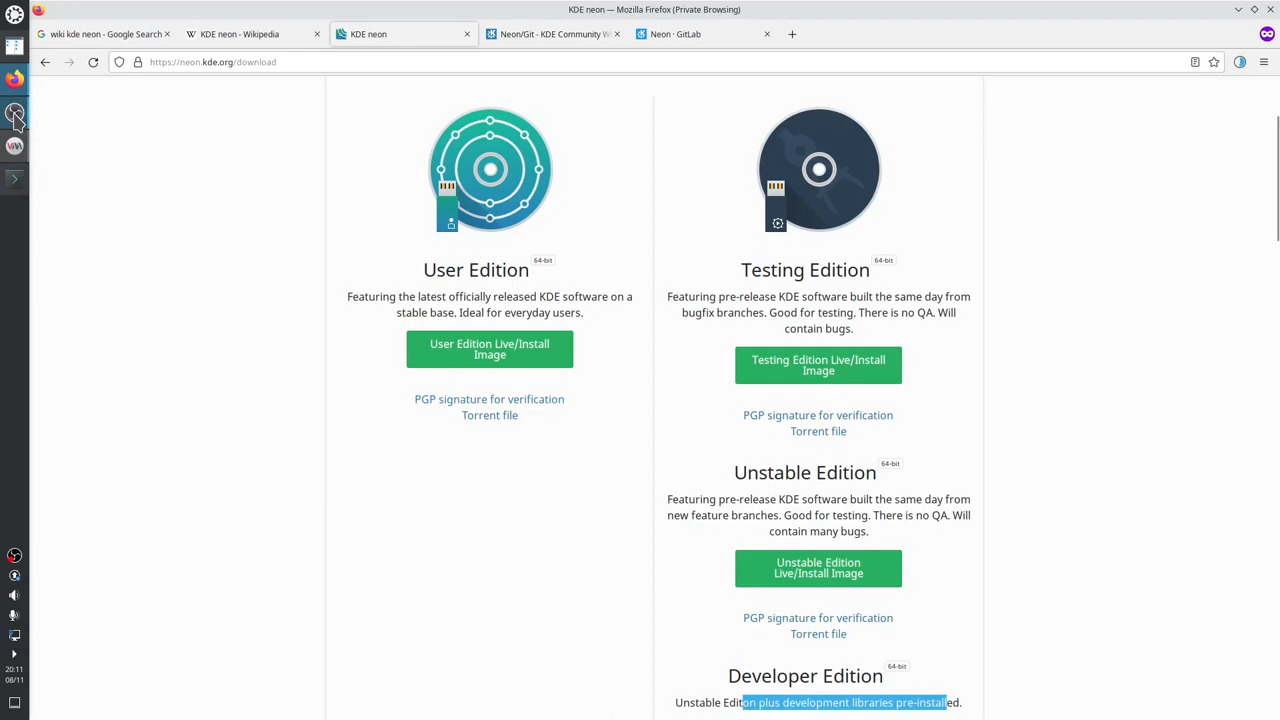 KDE neon — Mozilla Firefox (Private Browsing)
wiki kde neon - Google Search
KDE neon - Wikipedia
KDE neon
Neon/Git - KDE Community W
Neon · GitLab
https://neon.kde.org/download
User Edition 64-bit
Featuring the latest officially released KDE software on a
stable base. Ideal for everyday users.
User Edition Live/Install
Image
PGP signature for verification
Torrent file
Testing Edition 64-bit
Featuring pre-release KDE software built the same day from
bugfix branches. Good for testing. There is no QA. Will
contain bugs.
Testing Edition Live/Install
Image
PGP signature for verification
Torrent file
Unstable Edition 64-bit
Featuring pre-release KDE software built the same day from
new feature branches. Good for testing. There is no QA. Will
contain many bugs.
Unstable Edition
Live/Install Image
PGP signature for verification
Torrent file
Developer Edition 64-bit
Unstable Edition plus development libraries pre-installed.
20:11
08/11